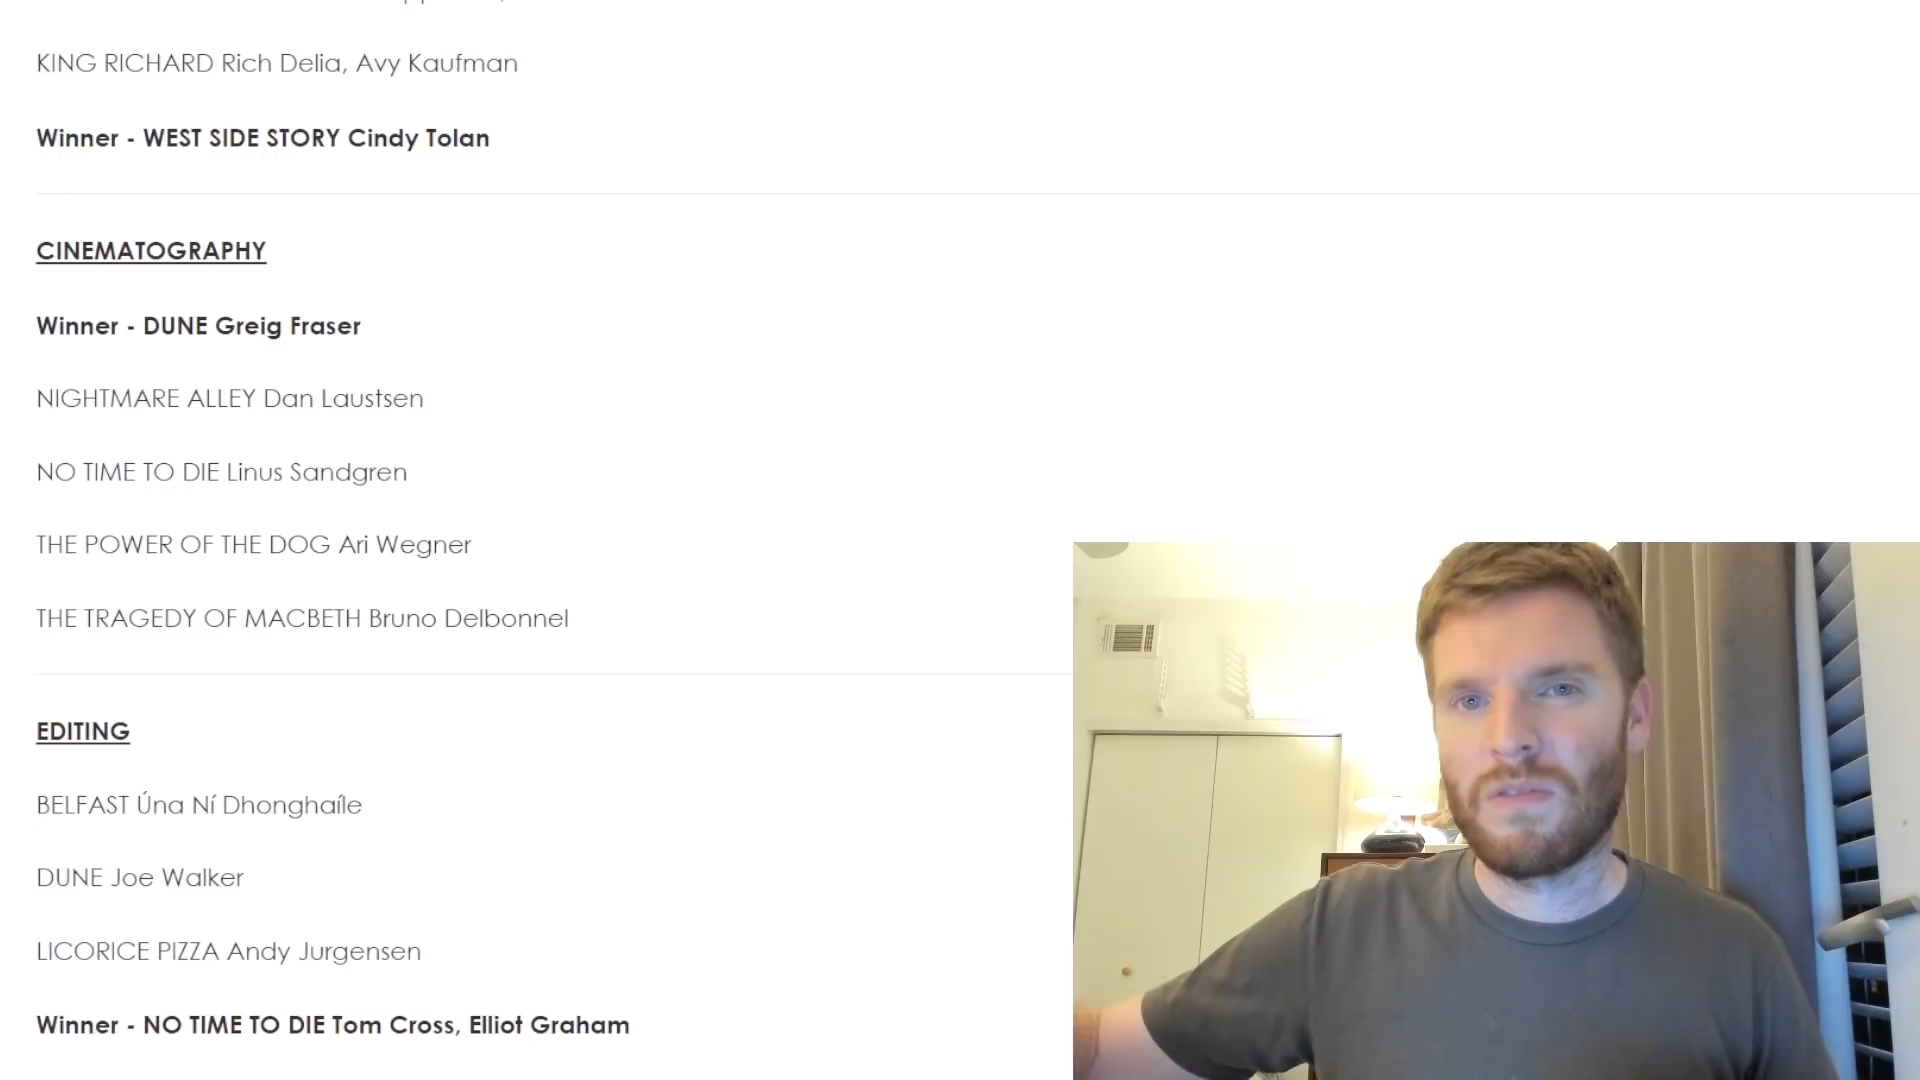 KING RICHARD Rich Delia, Avy Kaufman
Winner - WEST SIDE STORY Cindy Tolan
CINEMATOGRAPHY
Winner - DUNE Greig Fraser
NIGHTMARE ALLEY Dan Laustsen
NO TIME TO DIE Linus Sandgren
THE POWER OF THE DOG Ari Wegner
THE TRAGEDY OF MACBETH Bruno Delbonnel
EDITING
BELFAST Úna Ní Dhonghaíle
DUNE Joe Walker
LICORICE PIZZA Andy Jurgensen
Winner - NO TIME TO DIE Tom Cross, Elliot Graham